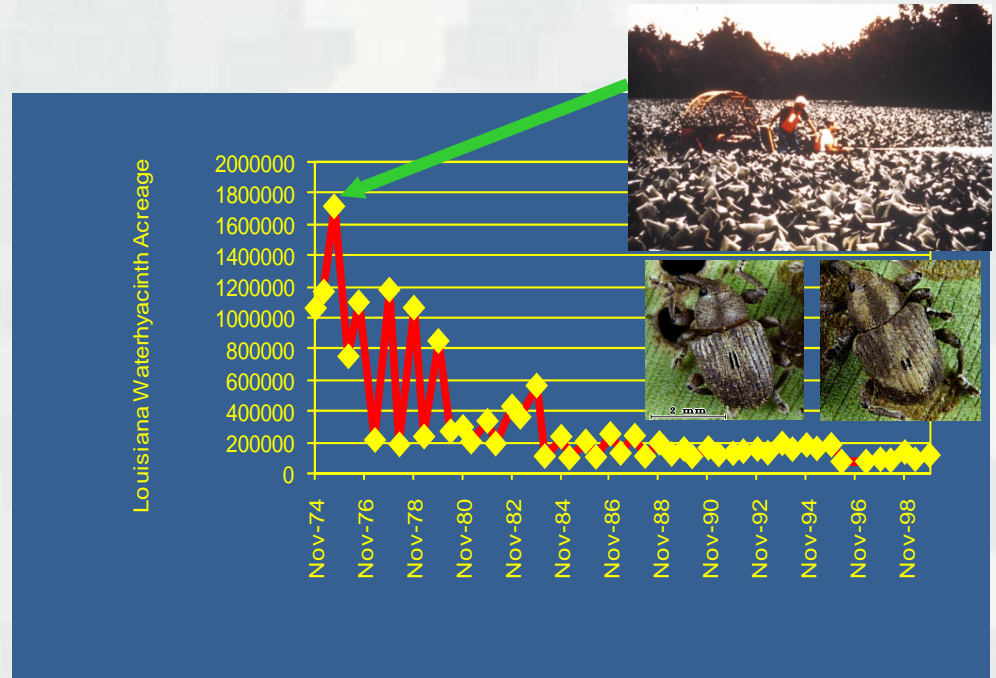 Louisiana Waterhyacinth Acreage
2000000
1800000
1600000
1400000
1200000
1000000
800000
600000
400000
200000
0
Nov-74
Nov-76
Nov-78
Nov-80
Nov-82
Nov-84
Nov-86
Nov-88
Nov-90
Nov-92
Nov-94
Nov-96
Nov-98
2 mm